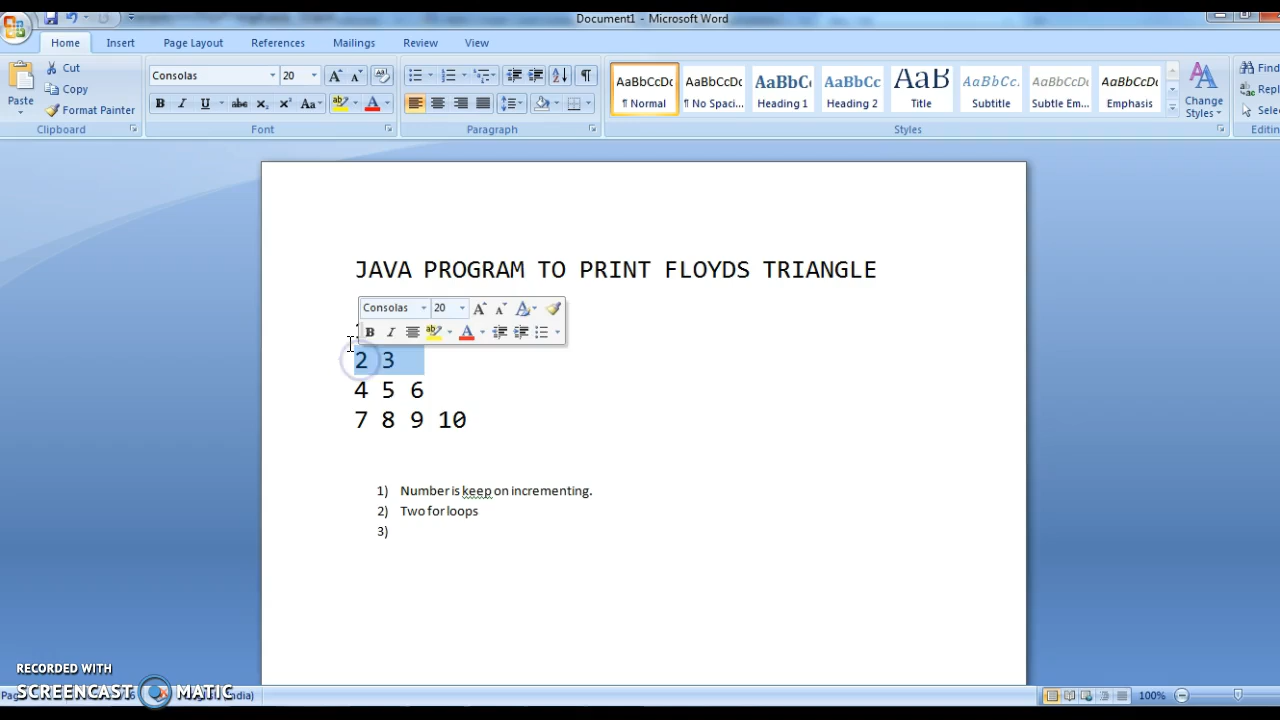 Document1 - Microsoft Word
Home Insert Page Layout References Mailings Review View
Paste
Cut
Copy
Format Painter
Clipboard
Consolas 20
Font
Paragraph
AaBbCcDc AaBbCcDc AaBbCc AaBbCc AaB AaBbCc. AaBbCcDc AaBbCcDc
¶ Normal ¶ No Spaci... Heading 1 Heading 2 Title Subtitle Subtle Em... Emphasis
Change Styles
Styles
Find
Repl
Selec
Editin
JAVA PROGRAM TO PRINT FLOYDS TRIANGLE
Consolas 20
2 3
4 5 6
7 8 9 10
1) Number is keep on incrementing.
2) Two for loops
3)
RECORDED WITH
SCREENCAST MATIC
100%